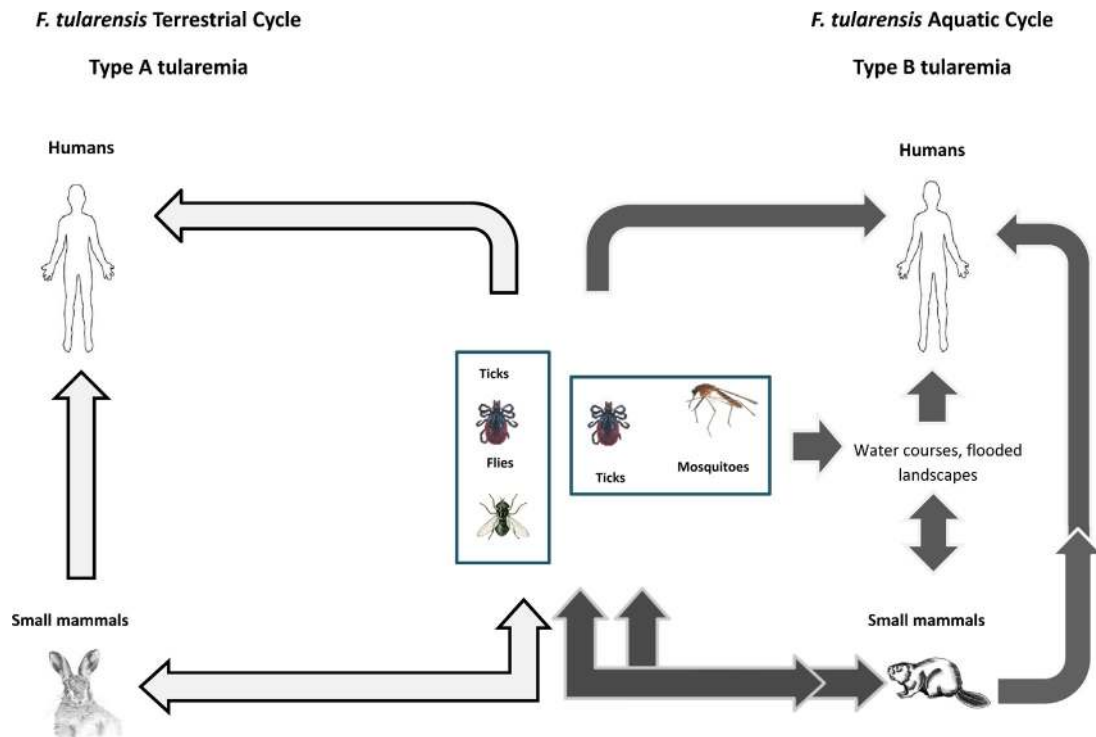 F. tularensis Terrestrial Cycle
Type A tularemia
F. tularensis Aquatic Cycle
Type B tularemia
Humans
Humans
Ticks
Flies
Ticks
Mosquitoes
Water courses, flooded
landscapes
Small mammals
Small mammals